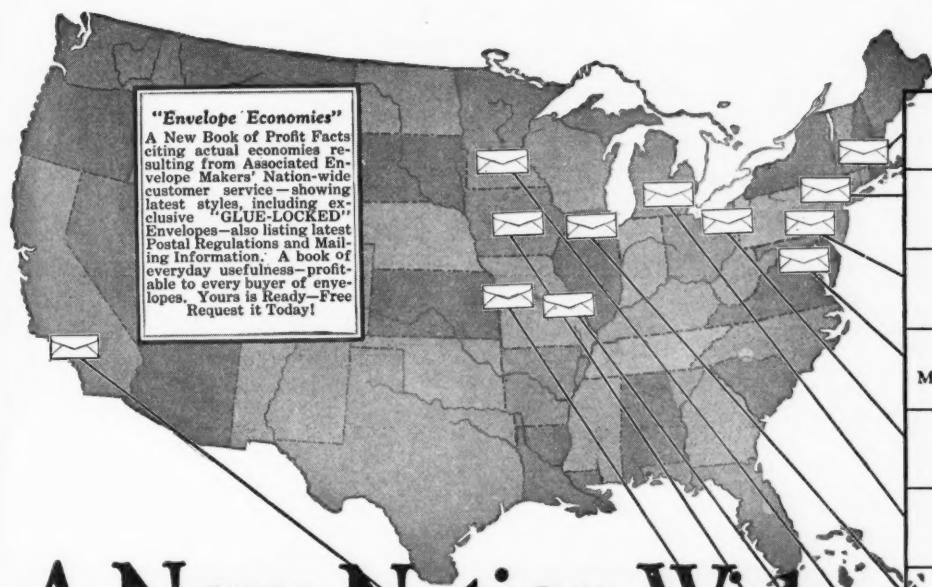 "Envelope Economies"
A New Book of Profit Facts
citing actual economies re-
sulting from Associated En-
velope Makers' Nation-wide
customer service—showing
latest styles, including ex-
clusive "GLUE-LOCKED"
Envelopes—also listing latest
Postal Regulations and Mail-
ing Information. A book of
everyday usefulness—profit-
able to every buyer of enve-
lopes. Yours is Ready—Free
Request it Today!
M
A New Nation Wid